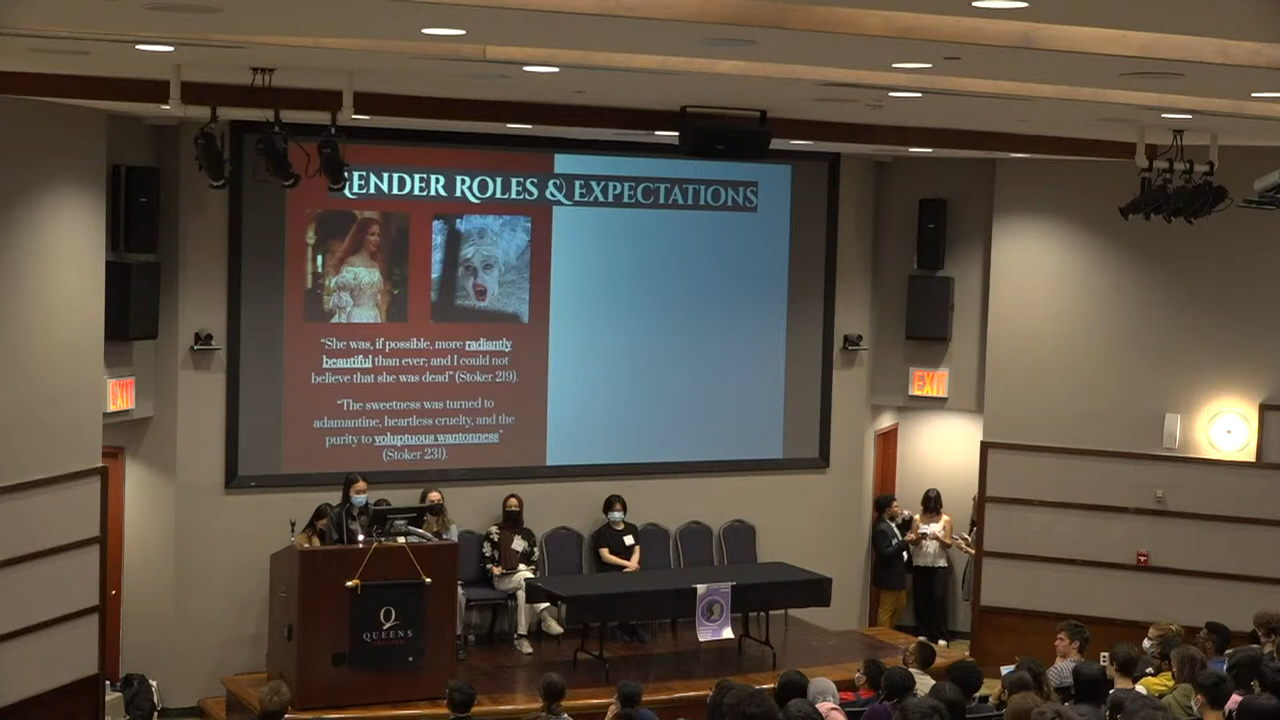 GENDER ROLES & EXPECTATIONS
“She was, if possible, more radiantly
beautiful than ever; and I could not
believe that she was dead” (Stoker 219).
“The sweetness was turned to
adamantine, heartless cruelty, and the
purity to voluptuous wantonness”
(Stoker 231).
EXIT
EXIT
Q
QUEENS